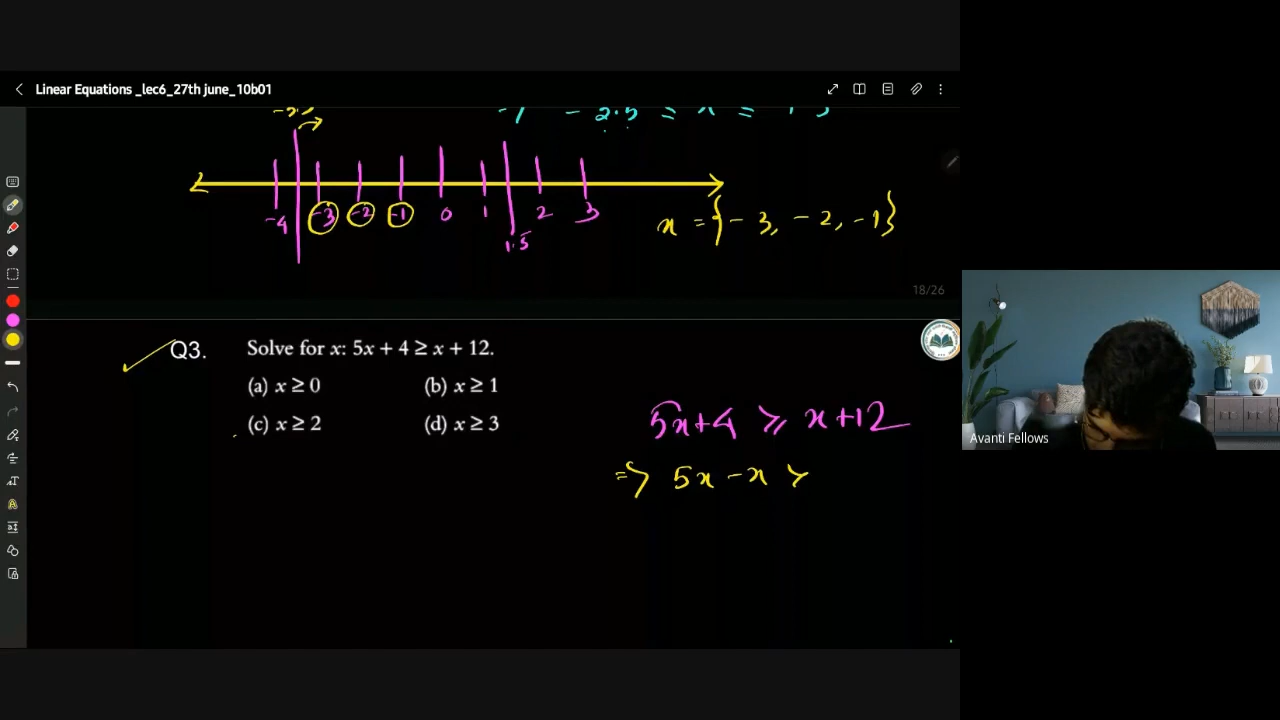 Linear Equations _lec6_27th june_10b01
-4 -3 -2 -1 0 1 2 3
1.5
x = {-3, -2, -1}
18/26
Q3. Solve for x: 5x + 4 ≥ x + 12.
(a) x ≥ 0 (b) x ≥ 1
(c) x ≥ 2 (d) x ≥ 3
5x+4 ≥ x+12
=> 5x - x >
Avanti Fellows